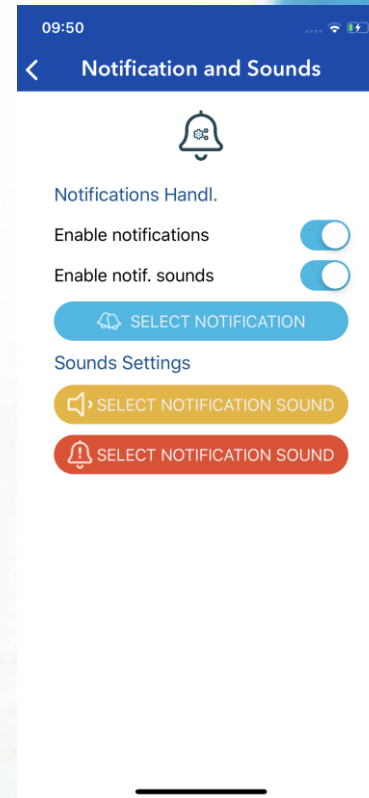 09:50
Notification and Sounds
Notifications Handl.
Enable notifications
Enable notif. sounds
SELECT NOTIFICATION
Sounds Settings
SELECT NOTIFICATION SOUND
SELECT NOTIFICATION SOUND